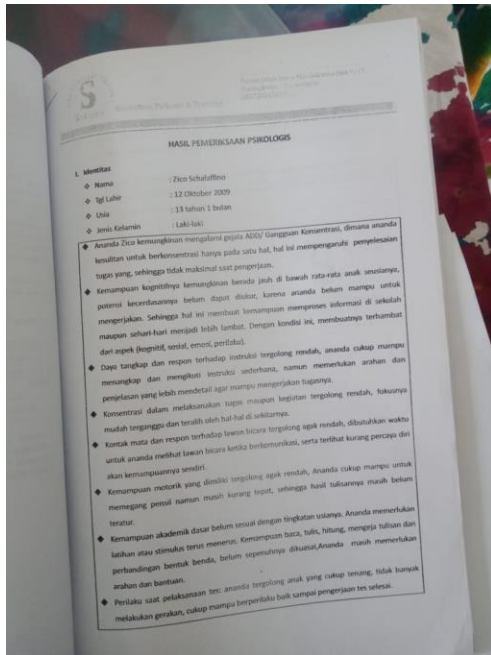 HASIL PEMERIKSAAN PSIKOLOGIS
I. Identitas
Nama : Zico Schalaffino
Tgl Lahir : 12 Oktober 2009
Usia : 13 tahun 1 bulan
Jenis Kelamin : Laki-laki
◆ Ananda Zico kemungkinan mengalami gejala ADD/ Gangguan Konsentrasi, dimana ananda
kesulitan untuk berkonsentrasi hanya pada satu hal, hal ini mempengaruhi penyelesaian
tugas yang, sehingga tidak maksimal saat pengerjaan.
◆ Kemampuan kognitifnya kemungkinan berada jauh di bawah rata-rata anak seusianya,
potensi kecerdasannya belum dapat diukur, karena ananda belum mampu untuk
mengerjakan. Sehingga hal ini membuat kemampuan memproses informasi di sekolah
maupun sehari-hari menjadi lebih lambat. Dengan kondisi ini, membuatnya terhambat
dari aspek (kognitif, sosial, emosi, perilaku).
◆ Daya tangkap dan respon terhadap instruksi tergolong rendah, ananda cukup mampu
menangkap dan mengikuti instruksi sederhana, namun memerlukan arahan dan
penjelasan yang lebih mendetail agar mampu mengerjakan tugasnya.
◆ Konsentrasi dalam melaksanakan tugas maupun kegiatan tergolong rendah, fokusnya
mudah terganggu dan teralih oleh hal-hal di sekitarnya.
◆ Kontak mata dan respon terhadap lawan bicara tergolong agak rendah, dibutuhkan waktu
untuk ananda melihat lawan bicara ketika berkomunikasi, serta terlihat kurang percaya diri
akan kemampuannya sendiri.
◆ Kemampuan motorik yang dimiliki tergolong agak rendah, Ananda cukup mampu untuk
memegang pensil namun masih kurang tepat, sehingga hasil tulisannya masih belum
teratur.
◆ Kemampuan akademik dasar belum sesuai dengan tingkatan usianya. Ananda memerlukan
latihan atau stimulus terus menerus. Kemampuan baca, tulis, hitung, mengeja tulisan dan
perbandingan bentuk benda, belum sepenuhnya dikuasai,Ananda masih memerlukan
arahan dan bantuan.
◆ Perilaku saat pelaksanaan tes: ananda tergolong anak yang cukup tenang, tidak banyak
melakukan gerakan, cukup mampu berperilaku baik sampai pengerjaan tes selesai.